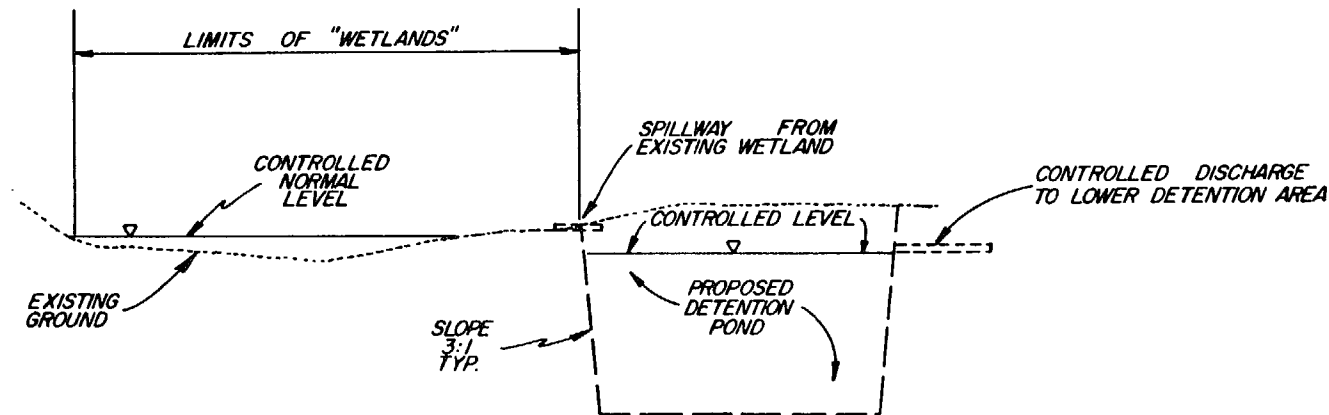 LIMITS OF "WETLANDS"
SPILLWAY FROM
EXISTING WETLAND
CONTROLLED
NORMAL
LEVEL
CONTROLLED DISCHARGE
TO LOWER DETENTION AREA
CONTROLLED LEVEL
EXISTING
GROUND
PROPOSED
DETENTION
POND
SLOPE
3:1
TYP.